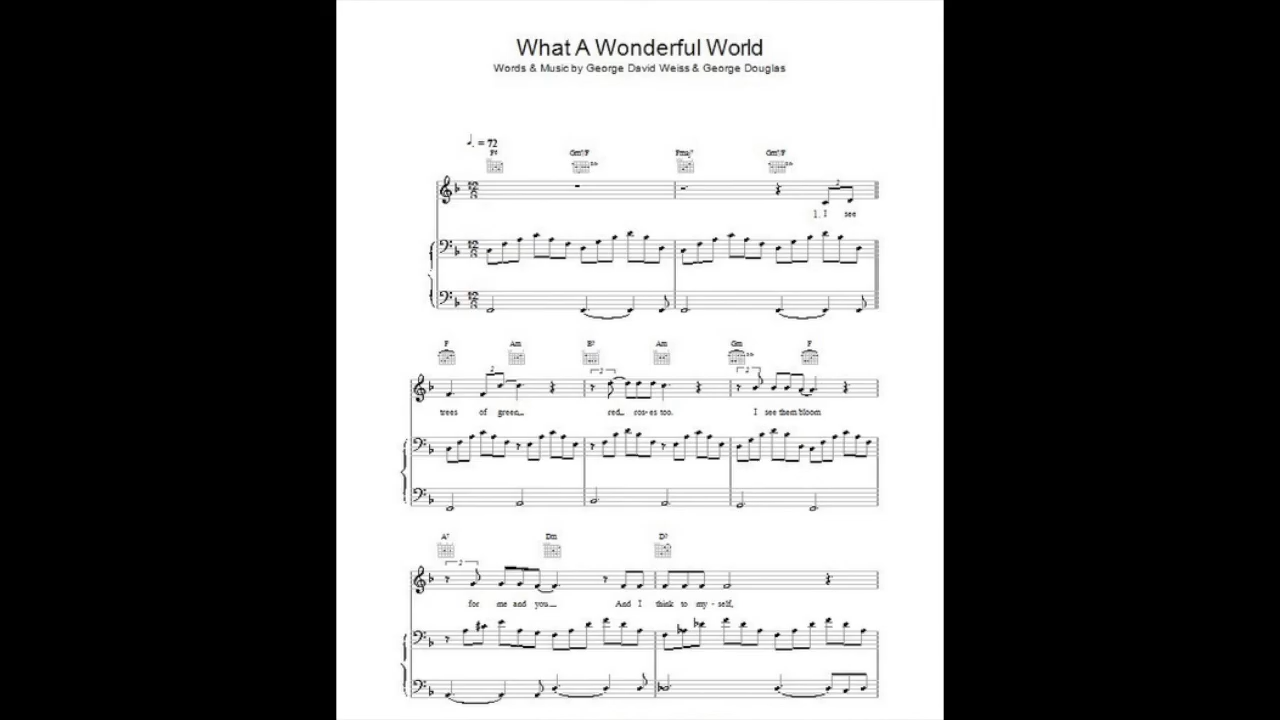 What A Wonderful World
Words & Music by George David Weiss & George Douglas
= 72
Gm⁷/F Fmaj⁷ Gm⁷/F
1. I see
F Am B♭ Am Gm F
trees of green, red roses too. I see them bloom
A⁷ Dm D♭
for me and you. And I think to my - self,